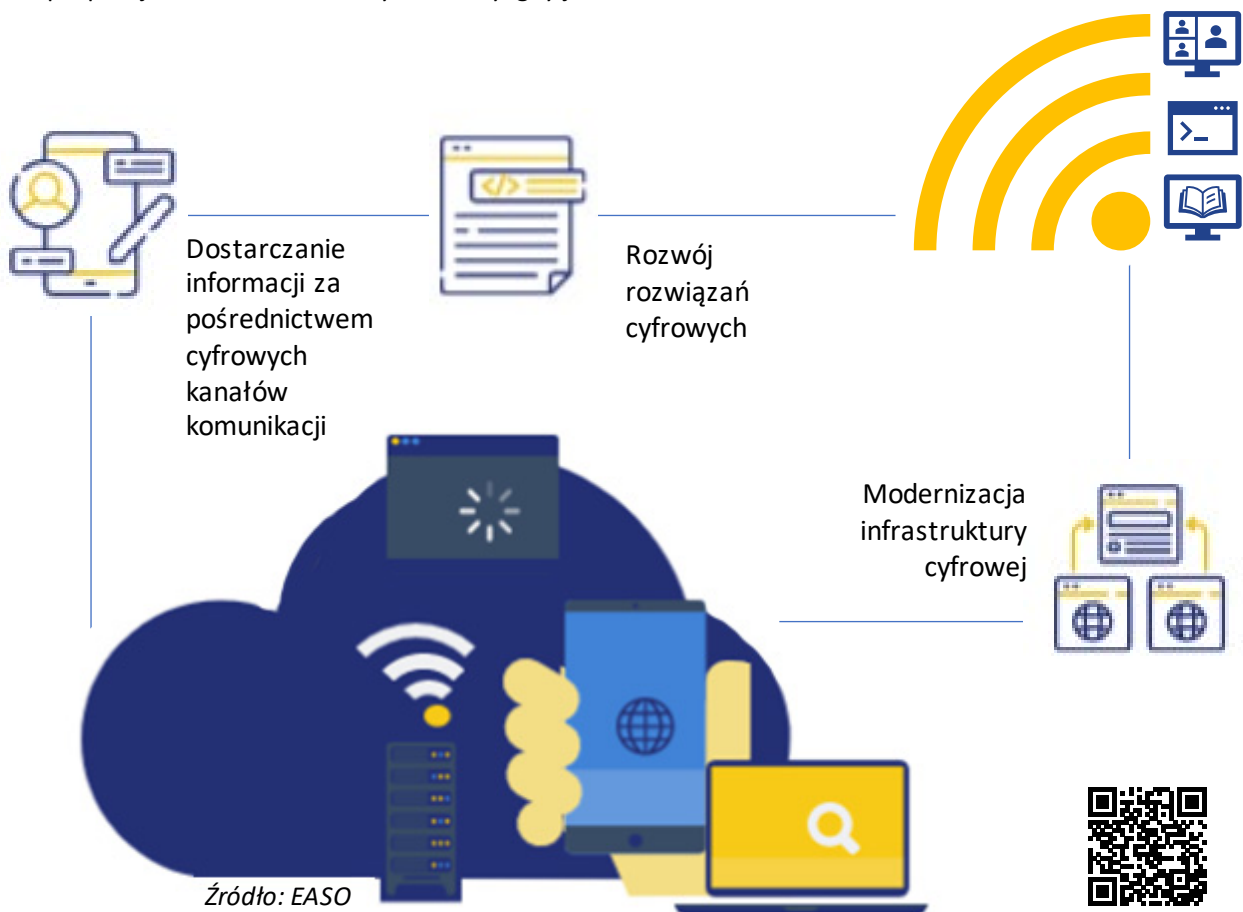 Dostarczanie
informacji za
pośrednictwem
cyfrowych
kanałów
komunikacji
Rozwój
rozwiązań
cyfrowych
Modernizacja
infrastruktury
cyfrowej
Źródło: EASO